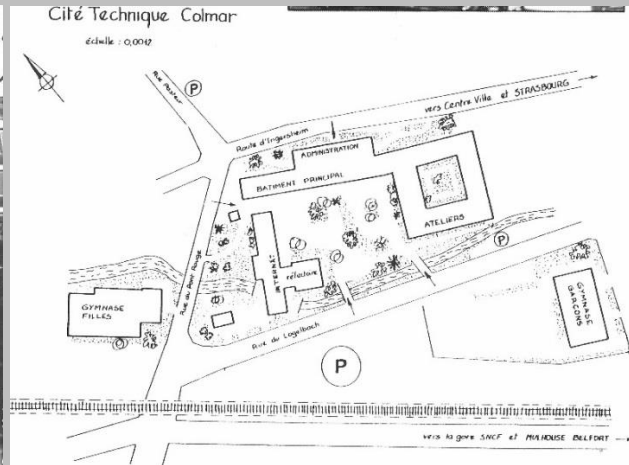 Cité Technique Colmar
échelle : 0,0012
Rue Pasteur
P
vers Centre Ville et STRASBOURG
Route d'Ingersheim
ADMINISTRATION
BATIMENT PRINCIPAL
ATELIERS
Rue du Pont Rouge
INTERNAT
réfectoire
P
GYMNASE
FILLES
GYMNASE
GARÇONS
Rue du Logelbach
P
vers la gare SNCF et MULHOUSE BELFORT